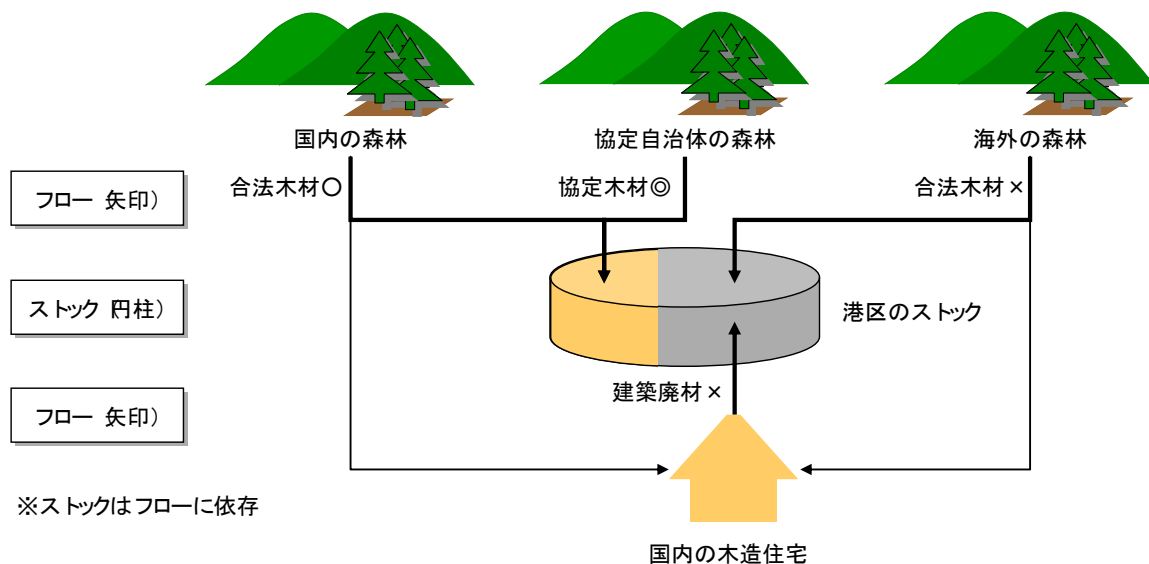 国内の森林
協定自治体の森林
海外の森林
フロー 矢印）
合法木材○
協定木材◎
合法木材×
ストック 円柱）
港区のストック
フロー 矢印）
建築廃材×
※ストックはフローに依存
国内の木造住宅